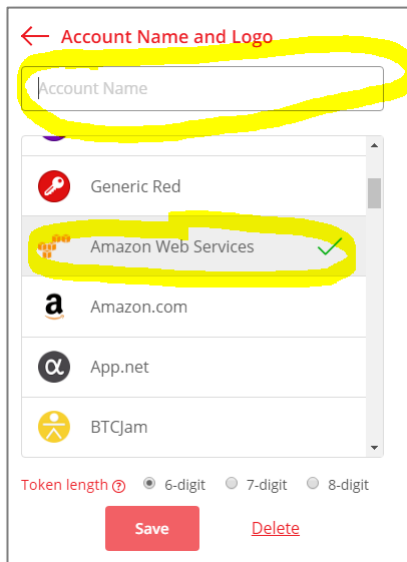 Account Name and Logo
Account Name
Generic Red
Amazon Web Services
a Amazon.com
α App.net
BTCJam
Token length ? 6-digit 7-digit 8-digit
Save Delete